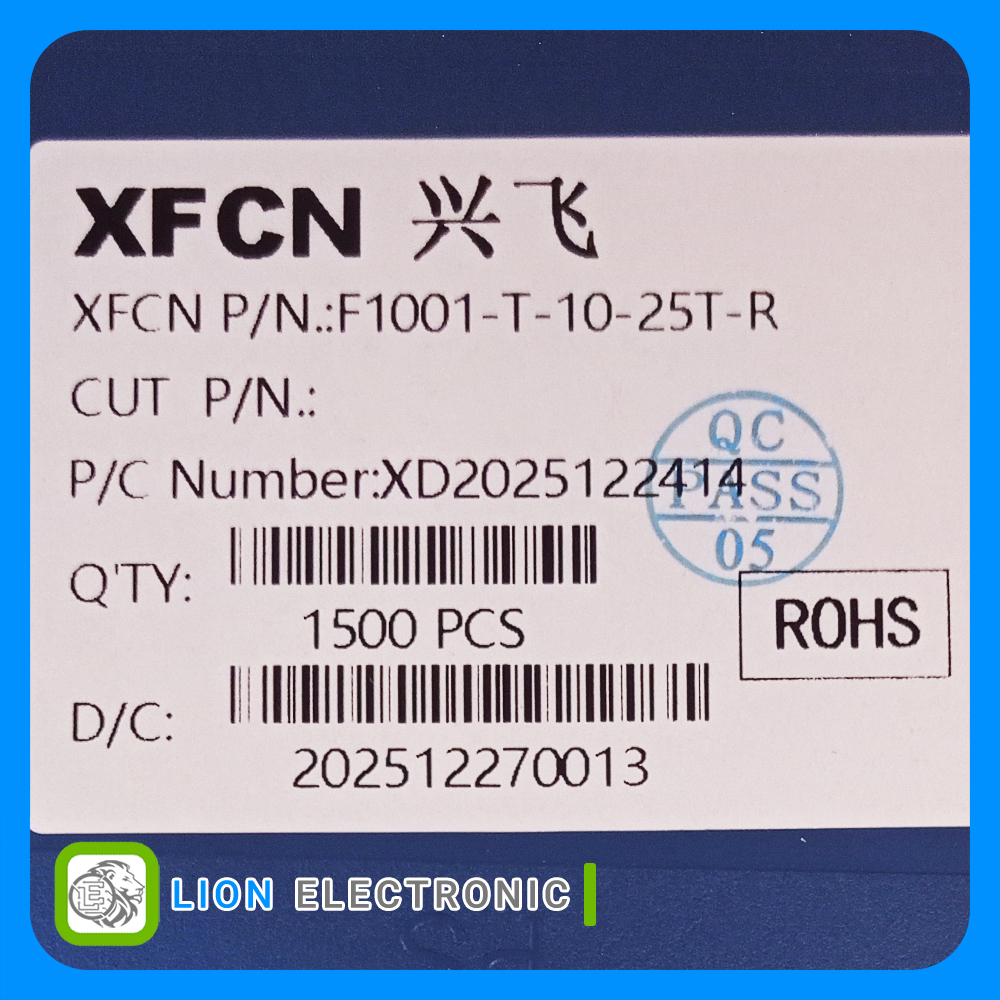 XFCN 兴飞
XFCN P/N.:F1001-T-10-25T-R
CUT P/N.:
P/C Number:XD2025122414
QC
PASS
05
Q'TY:
1500 PCS
ROHS
D/C:
202512270013
LE
LION ELECTRONIC